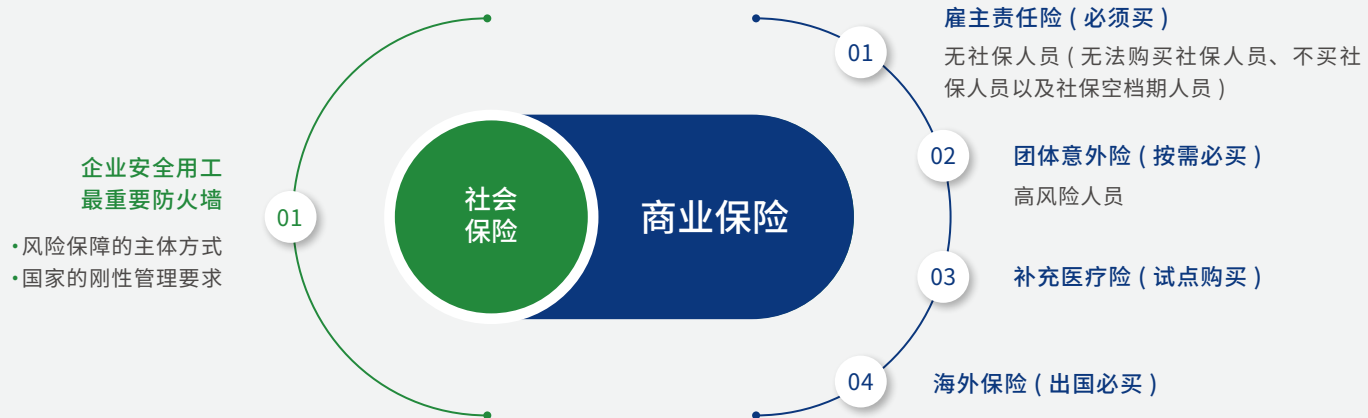 企业安全用工
最重要防火墙
•风险保障的主体方式
•国家的刚性管理要求
01
社会
保险
商业保险
01
雇主责任险 ( 必须买 )
无社保人员 ( 无法购买社保人员、不买社
保人员以及社保空档期人员 )
02
团体意外险 ( 按需必买 )
高风险人员
03
补充医疗险 ( 试点购买 )
04
海外保险 ( 出国必买 )